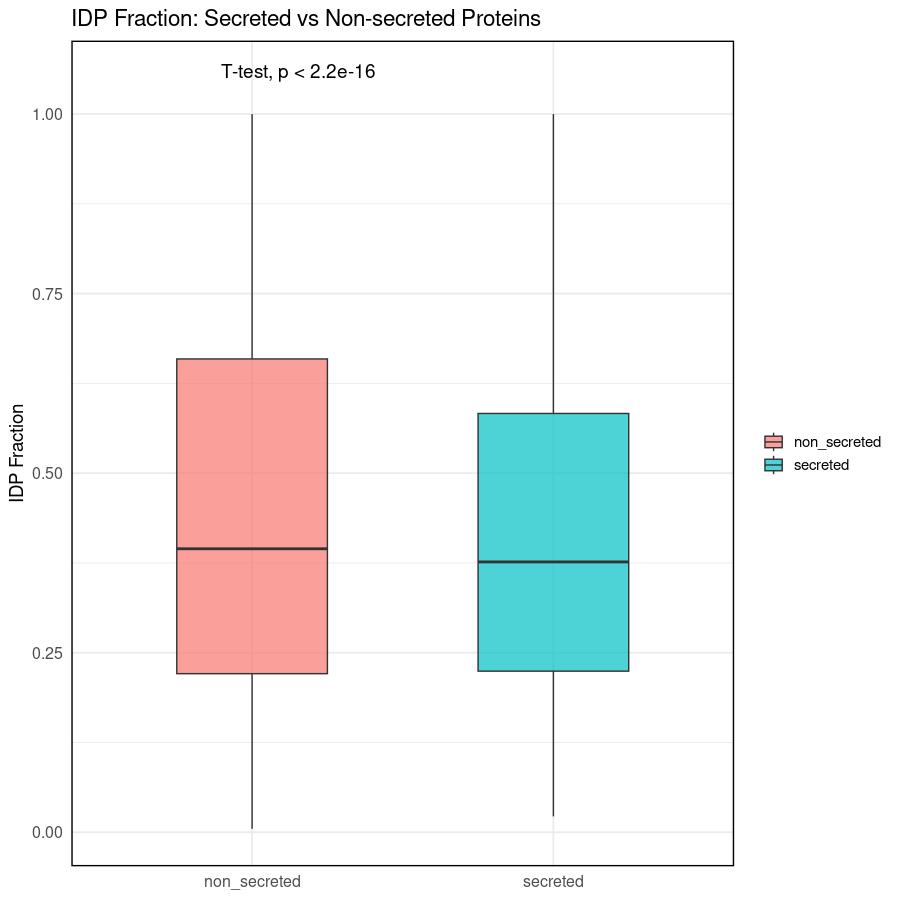 IDP Fraction: Secreted vs Non-secreted Proteins
T-test, p < 2.2e-16
1.00
0.75
0.50
0.25
0.00
IDP Fraction
non_secreted
secreted
non_secreted
secreted